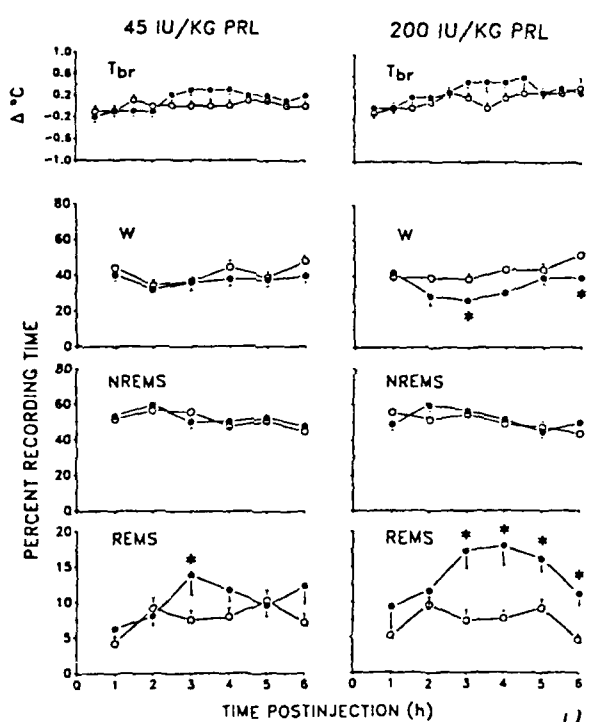 45 IU/KG PRL 200 IU/KG PRL
Tbr Tbr
Δ °C
1.0
0.6
0.2
-0.2
-0.6
-1.0
W W
80
60
40
20
0
* *
NREMS NREMS
80
60
40
20
0
PERCENT RECORDING TIME
REMS REMS
20
15
10
5
0
* * * * *
0 1 2 3 4 5 6 0 1 2 3 4 5 6
TIME POSTINJECTION (h)